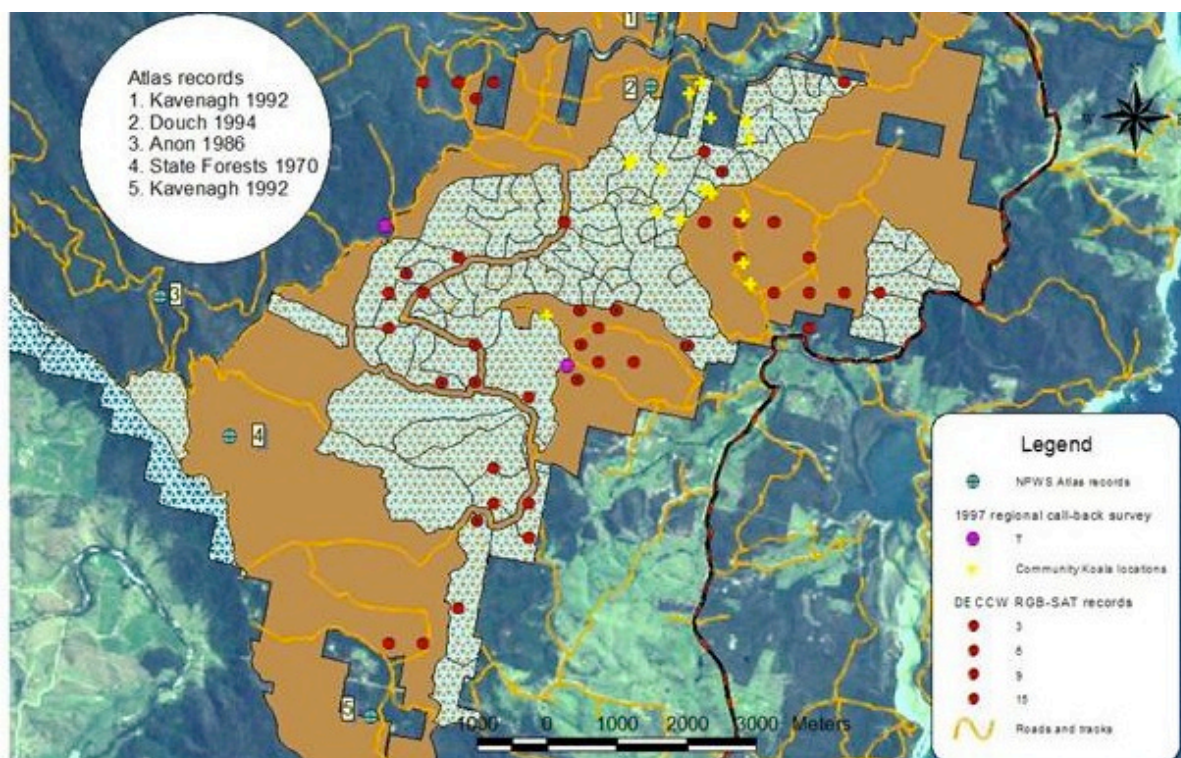 1
2
Atlas records
1. Kavenagh 1992
2. Douch 1994
3. Anon 1986
4. State Forests 1970
5. Kavenagh 1992
3
4
5
Legend
NPWS Atlas records
1997 regional call-back survey
T
Community Koala locations
DECCW RGB-SAT records
3
6
9
15
Roads and tracks
1000 0 1000 2000 3000 Meters